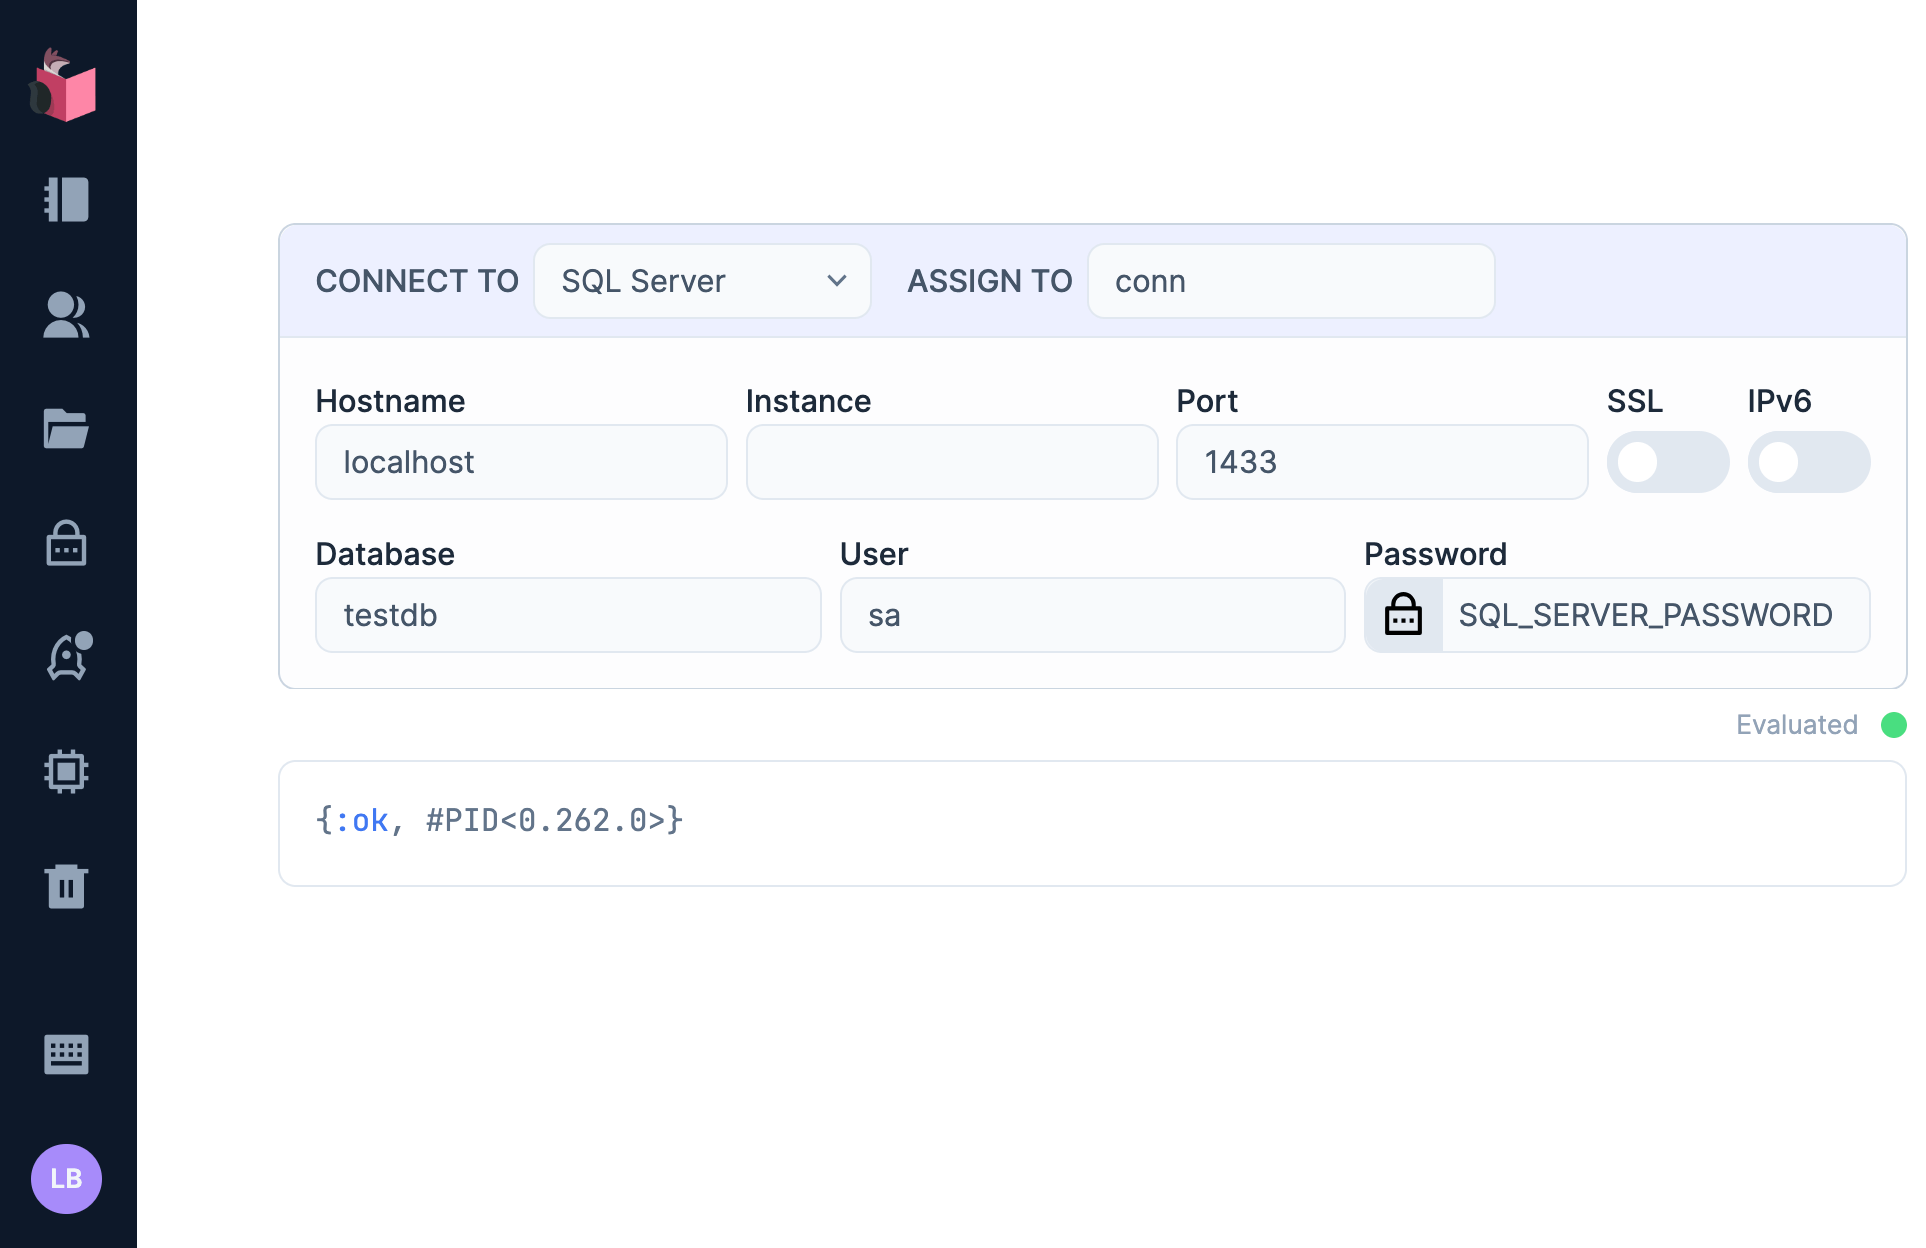 CONNECT TO SQL Server ASSIGN TO conn
Hostname Instance Port SSL IPv6
localhost 1433
Database User Password
testdb sa SQL_SERVER_PASSWORD
Evaluated
{:ok, #PID<0.262.0>}
LB